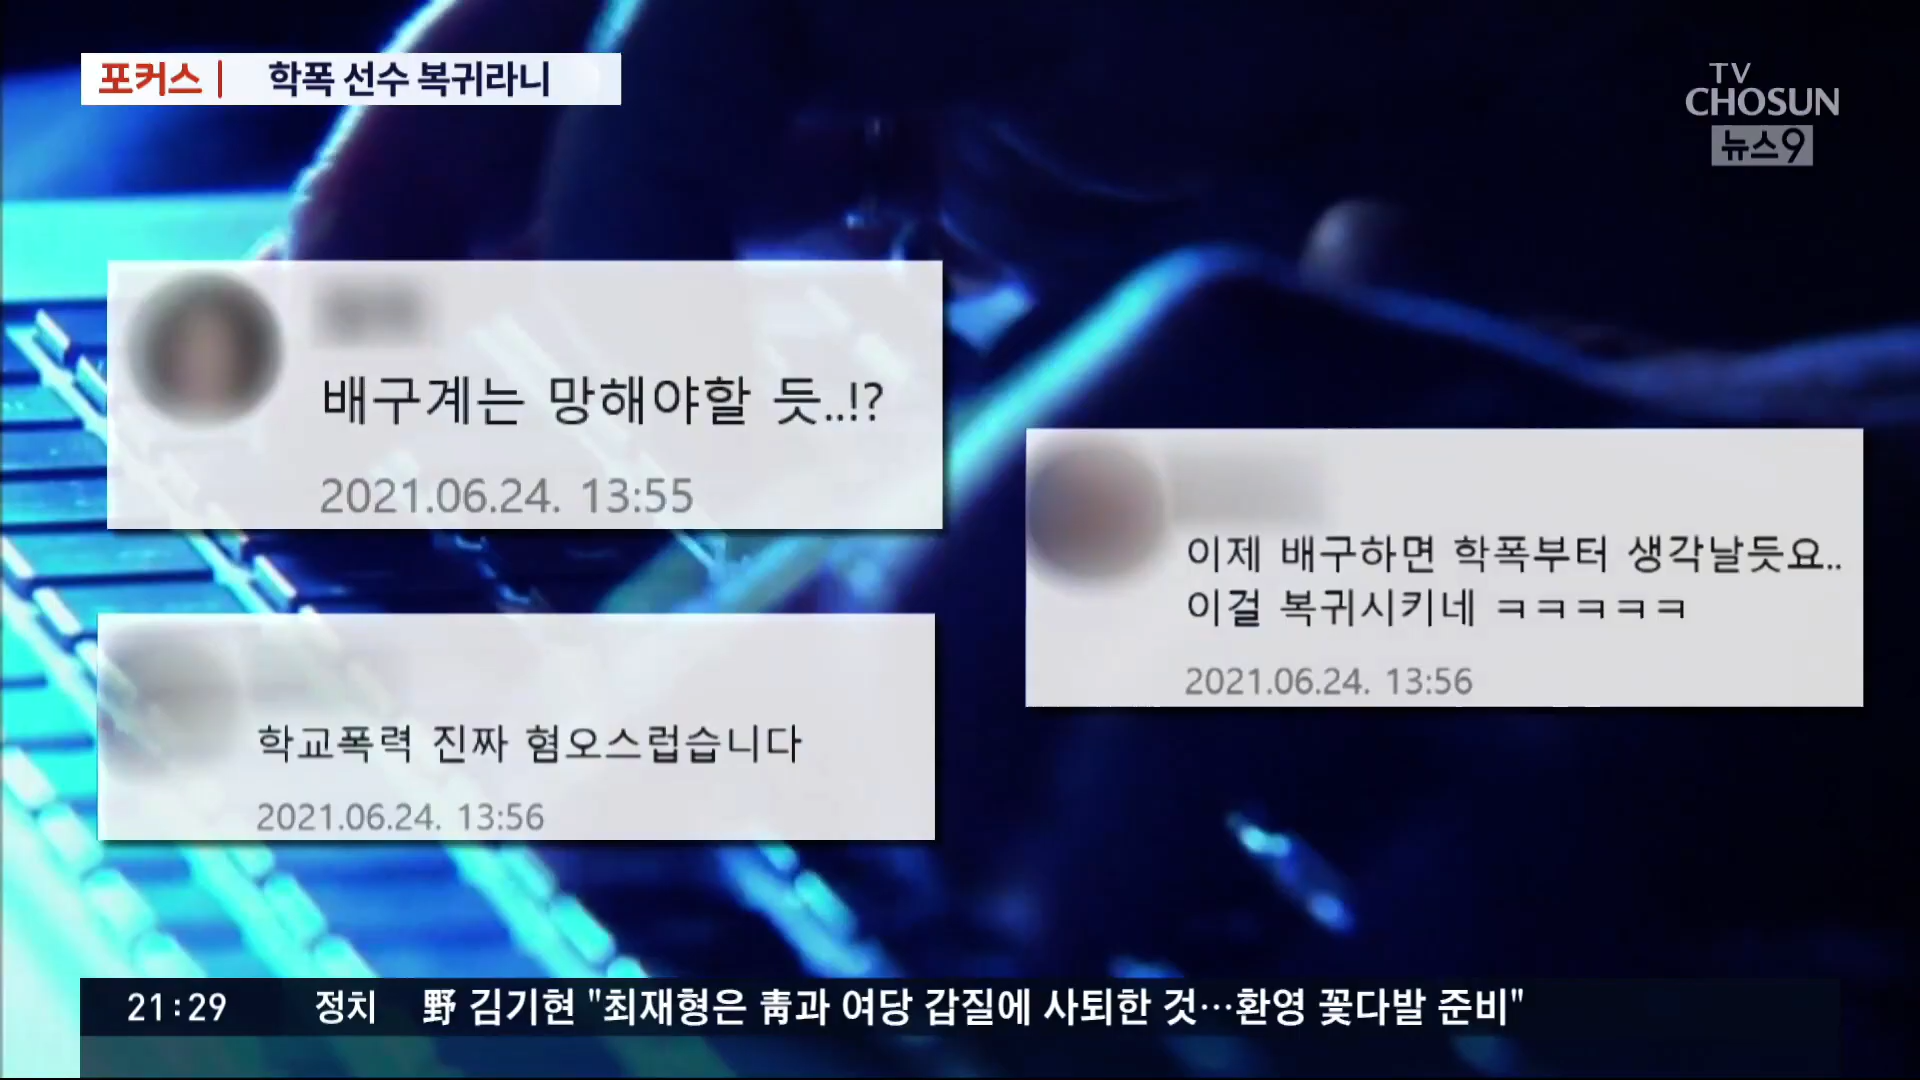 포커스 | 학폭 선수 복귀라니
TV
CHOSUN
뉴스9
배구계는 망해야할 듯..!?
2021.06.24. 13:55
이제 배구하면 학폭부터 생각날듯요..
이걸 복귀시키네 ㅋㅋㅋㅋㅋ
2021.06.24. 13:56
학교폭력 진짜 혐오스럽습니다
2021.06.24. 13:56
21:29 정치 野 김기현 "최재형은 靑과 여당 갑질에 사퇴한 것…환영 꽃다발 준비"